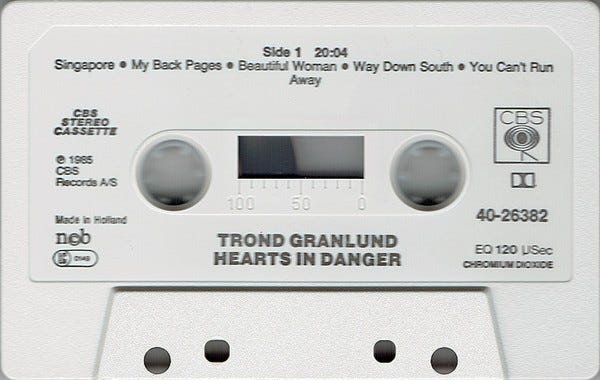 Side 1 20:04
Singapore • My Back Pages • Beautiful Woman • Way Down South • You Can't Run
Away
CBS
STEREO
CASSETTE
℗ 1985
CBS
Records A/S
CBS
100 50 0
40-26382
Made in Holland
ncb
TROND GRANLUND
HEARTS IN DANGER
EQ 120 µSec
CHROMIUM DIOXIDE